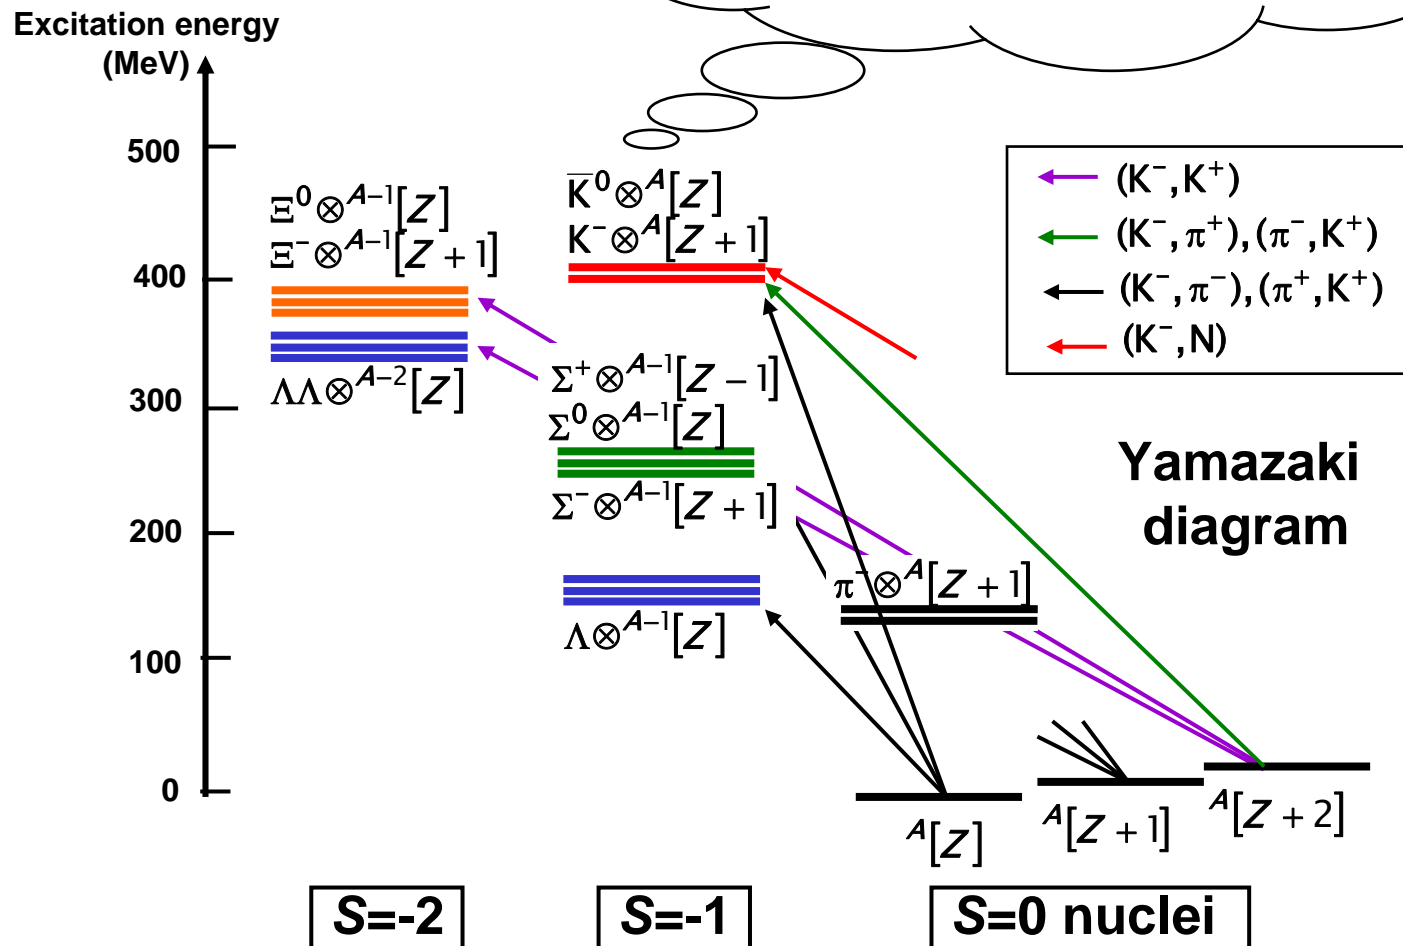 Excitation energy
(MeV)
500
400
300
200
100
0
Ξ⁰⊗ᴬ⁻¹[Z]
Ξ⁻⊗ᴬ⁻¹[Z+1]
ΛΛ⊗ᴬ⁻²[Z]
K̅⁰⊗ᴬ[Z]
K⁻⊗ᴬ[Z+1]
Σ⁺⊗ᴬ⁻¹[Z−1]
Σ⁰⊗ᴬ⁻¹[Z]
Σ⁻⊗ᴬ⁻¹[Z+1]
Λ⊗ᴬ⁻¹[Z]
π⁻⊗ᴬ[Z+1]
(K⁻,K⁺)
(K⁻,π⁺),(π⁻,K⁺)
(K⁻,π⁻),(π⁺,K⁺)
(K⁻,N)
Yamazaki
diagram
ᴬ[Z]
ᴬ[Z+1]
ᴬ[Z+2]
S=-2
S=-1
S=0 nuclei